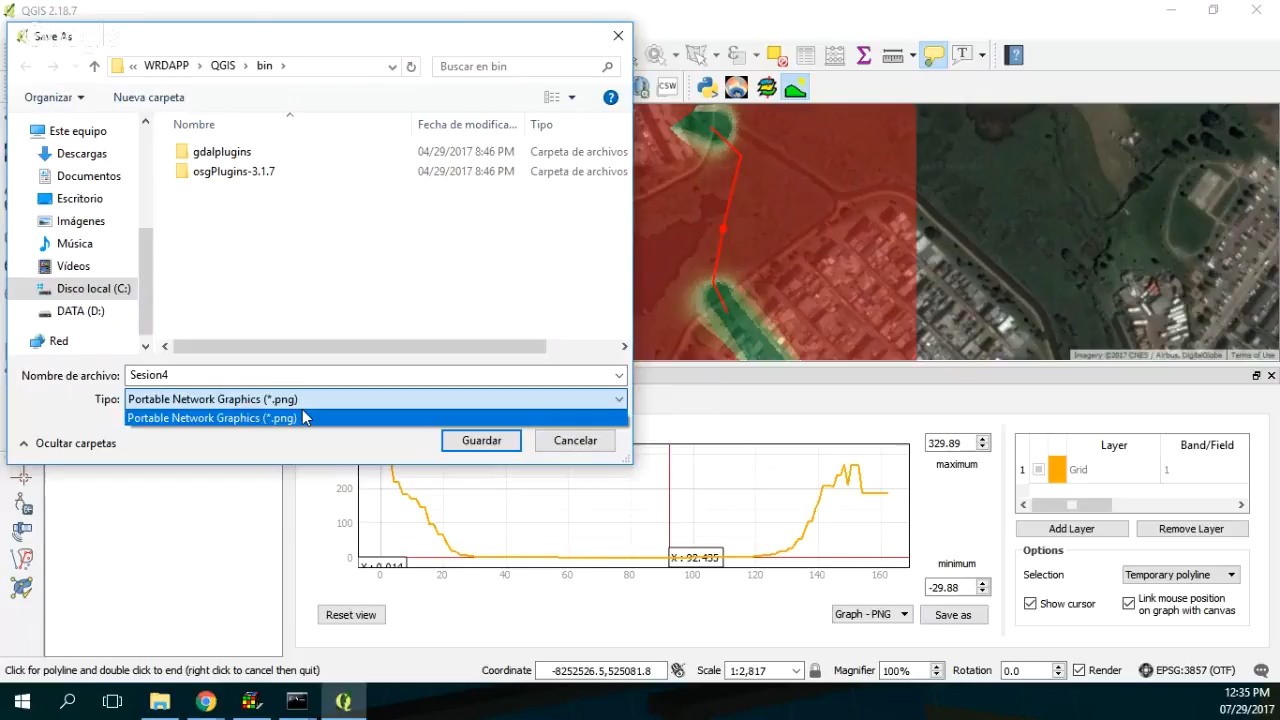 QGIS 2.18.7
Save As
WRDAPP
QGIS
bin
Buscar en bin
Organizar
Nueva carpeta
Nombre
Fecha de modifica...
Tipo
Este equipo
Descargas
Documentos
Escritorio
Imágenes
Música
Vídeos
Disco local (C:)
DATA (D:)
Red
gdalplugins 04/29/2017 8:46 PM Carpeta de archivos
osgPlugins-3.1.7 04/29/2017 8:46 PM Carpeta de archivos
Nombre de archivo: Sesion4
Tipo: Portable Network Graphics (*.png)
Portable Network Graphics (*.png)
Ocultar carpetas
Guardar
Cancelar
CSW
Imagery ©2017 CNES / Airbus, DigitalGlobe Terms of Use
200
100
0
0 20 40 60 80 100 120 140 160
X : 0.014
X : 92.435
329.89
maximum
minimum
-29.88
Layer Band/Field
1 Grid 1
Add Layer
Remove Layer
Options
Selection Temporary polyline
Show cursor
Link mouse position
on graph with canvas
Reset view
Graph - PNG
Save as
Click for polyline and double click to end (right click to cancel then quit)
Coordinate -8252526.5,525081.8
Scale 1:2,817
Magnifier 100%
Rotation 0.0
Render
EPSG:3857 (OTF)
12:35 PM
07/29/2017